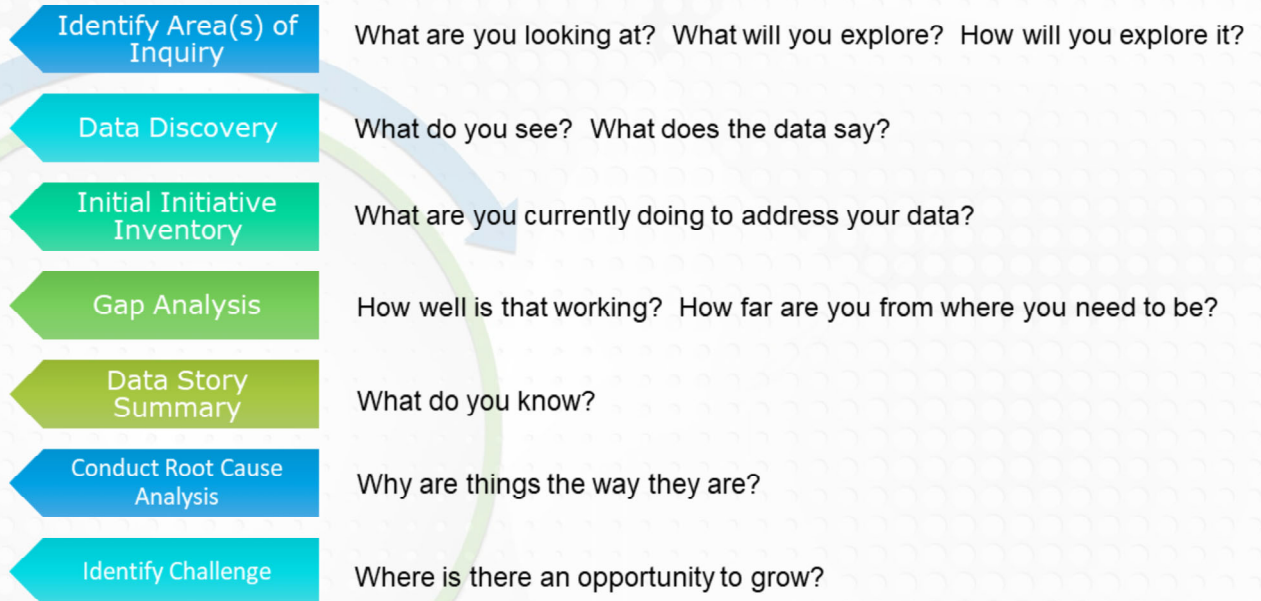 Identify Area(s) of
Inquiry
What are you looking at? What will you explore? How will you explore it?
Data Discovery
What do you see? What does the data say?
Initial Initiative
Inventory
What are you currently doing to address your data?
Gap Analysis
How well is that working? How far are you from where you need to be?
Data Story
Summary
What do you know?
Conduct Root Cause
Analysis
Why are things the way they are?
Identify Challenge
Where is there an opportunity to grow?